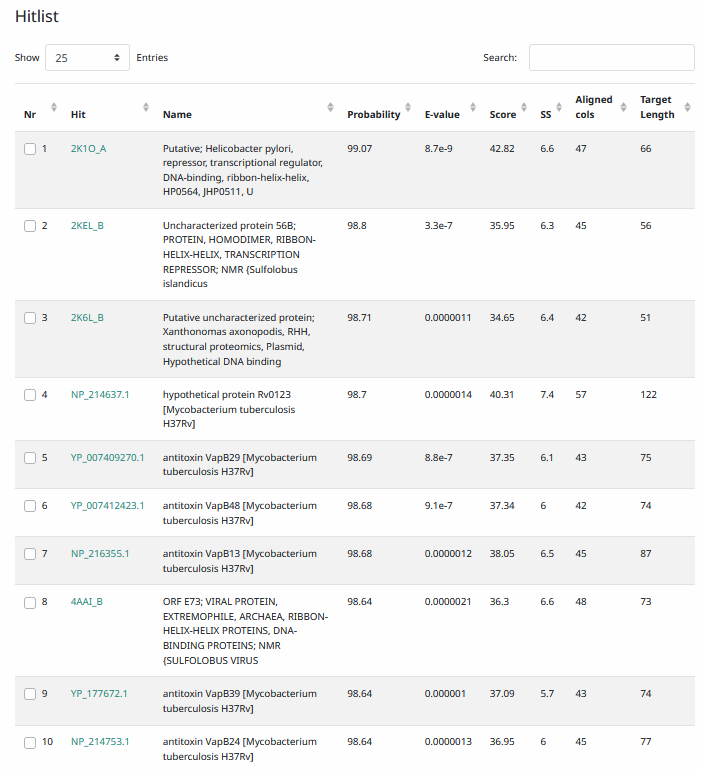 Hitlist
Show 25 Entries Search:
Nr Hit Name Probability E-value Score SS Aligned cols Target Length
1 2K1O_A Putative; Helicobacter pylori, 99.07 8.7e-9 42.82 6.6 47 66
repressor, transcriptional regulator,
DNA-binding, ribbon-helix-helix,
HP0564, JHP0511, U
2 2KEL_B Uncharacterized protein 56B; 98.8 3.3e-7 35.95 6.3 45 56
PROTEIN, HOMODIMER, RIBBON-
HELIX-HELIX, TRANSCRIPTION
REPRESSOR; NMR {Sulfolobus
islandicus
3 2K6L_B Putative uncharacterized protein; 98.71 0.0000011 34.65 6.4 42 51
Xanthonomas axonopodis, RHH,
structural proteomics, Plasmid,
Hypothetical DNA binding
4 NP_214637.1 hypothetical protein Rv0123 98.7 0.0000014 40.31 7.4 57 122
[Mycobacterium tuberculosis
H37Rv]
5 YP_007409270.1 antitoxin VapB29 [Mycobacterium 98.69 8.8e-7 37.35 6.1 43 75
tuberculosis H37Rv]
6 YP_007412423.1 antitoxin VapB48 [Mycobacterium 98.68 9.1e-7 37.34 6 42 74
tuberculosis H37Rv]
7 NP_216355.1 antitoxin VapB13 [Mycobacterium 98.68 0.0000012 38.05 6.5 45 87
tuberculosis H37Rv]
8 4AAI_B ORF E73; VIRAL PROTEIN, 98.64 0.0000021 36.3 6.6 48 73
EXTREMOPHILE, ARCHAEA, RIBBON-
HELIX-HELIX PROTEINS, DNA-
BINDING PROTEINS; NMR
{SULFOLOBUS VIRUS
9 YP_177672.1 antitoxin VapB39 [Mycobacterium 98.64 0.000001 37.09 5.7 43 74
tuberculosis H37Rv]
10 NP_214753.1 antitoxin VapB24 [Mycobacterium 98.64 0.0000013 36.95 6 45 77
tuberculosis H37Rv]